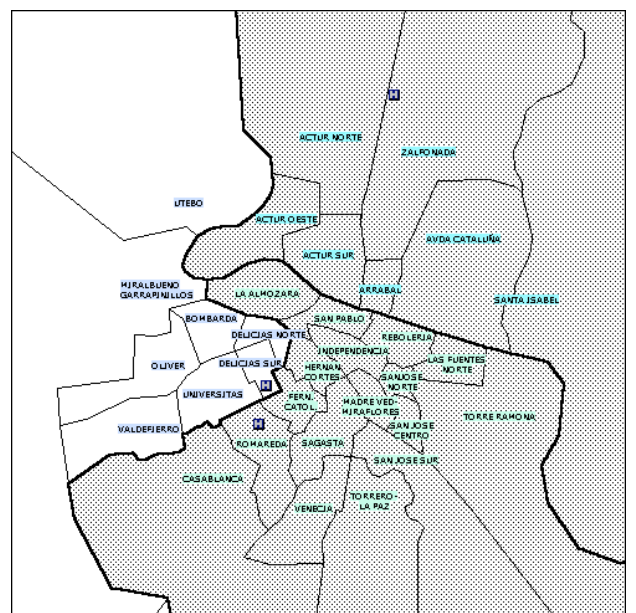 H
ACTUR NORTE
ZALFONADA
UTEBO
ACTUR OESTE
ACTUR SUR
AVDA CATALUÑA
MIRALBUENO
GARRAPINILLOS
LA ALMOZARA
ARRABAL
SANTA ISABEL
BOMBARDA
SAN PABLO
DELICIAS NORTE
REBOLERIA
INDEPENDENCIA
OLIVER
DELICIAS SUR
HERNAN
CORTES
LAS FUENTES
NORTE
SAN JOSE
NORTE
H
UNIVERSITAS
FERN.
CATOL.
MADRE VED-
MIRAFLORES
TORRE RAMONA
VALDEFIERRO
H
SAN JOSE
CENTRO
ROMAREDA
SAGASTA
SAN JOSE SUR
CASABLANCA
VENECIA
TORRERO-
LA PAZ